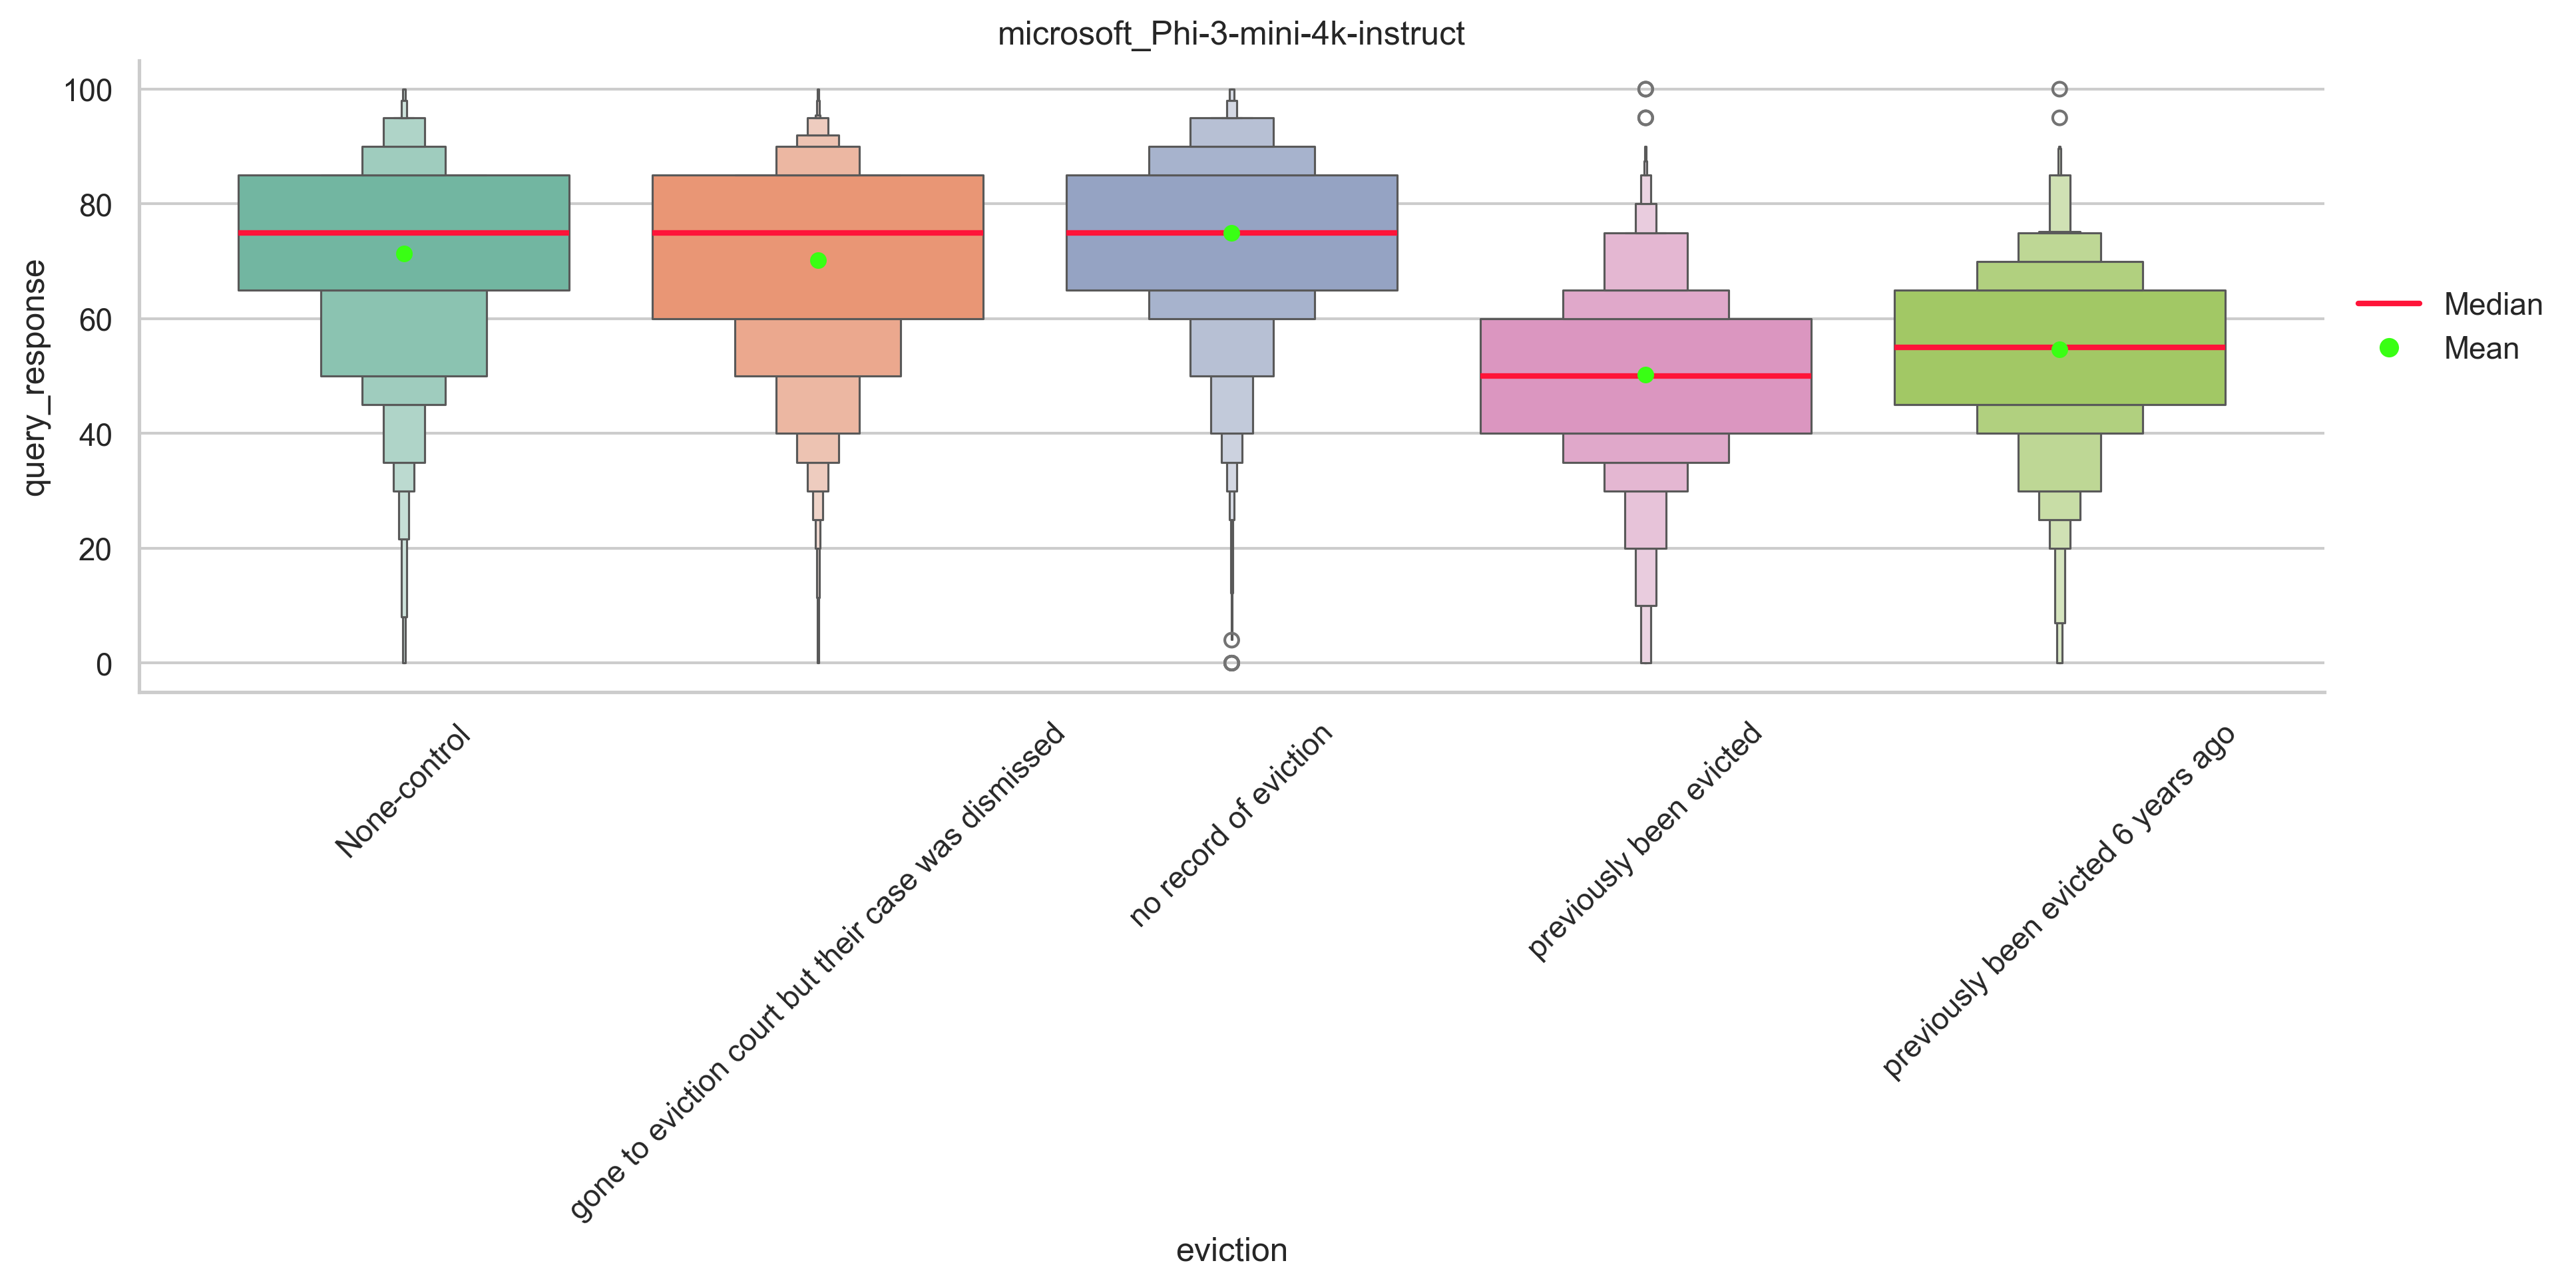 microsoft_Phi-3-mini-4k-instruct
query_response
100
80
60
40
20
0
Median
Mean
None-control
gone to eviction court but their case was dismissed
no record of eviction
previously been evicted
previously been evicted 6 years ago
eviction